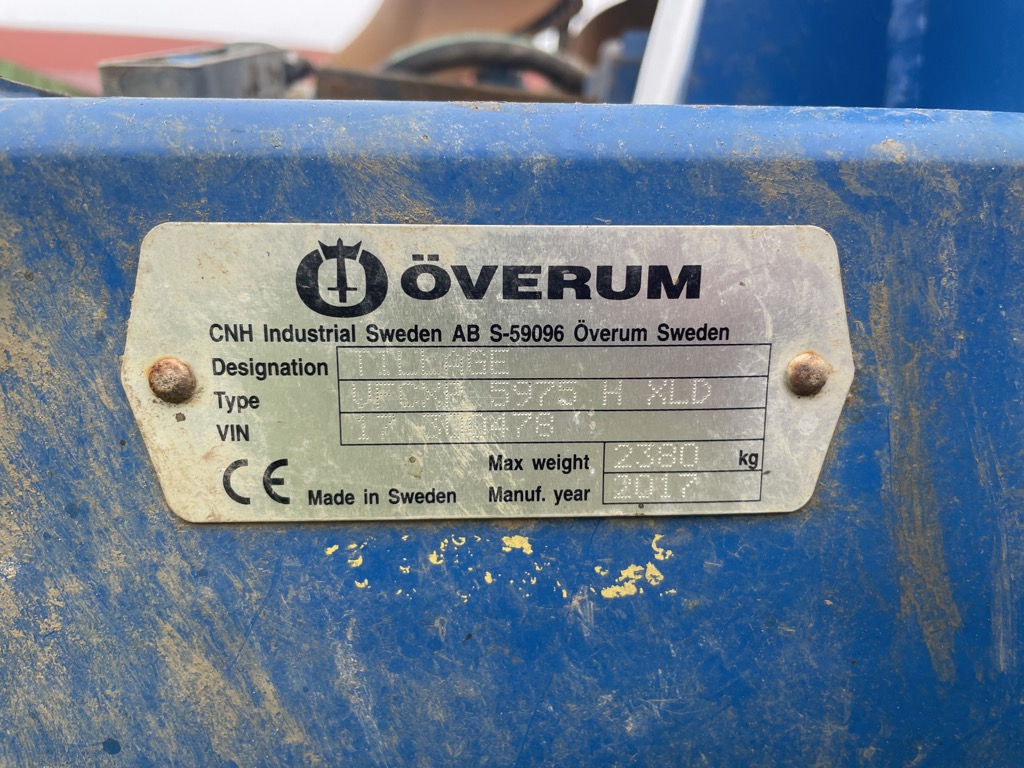 ÖVERUM
CNH Industrial Sweden AB S-59096 Överum Sweden
Designation TILLAGE
Type 5975 H XLD
VIN
Max weight 2380 kg
CE Made in Sweden Manuf. year 2017